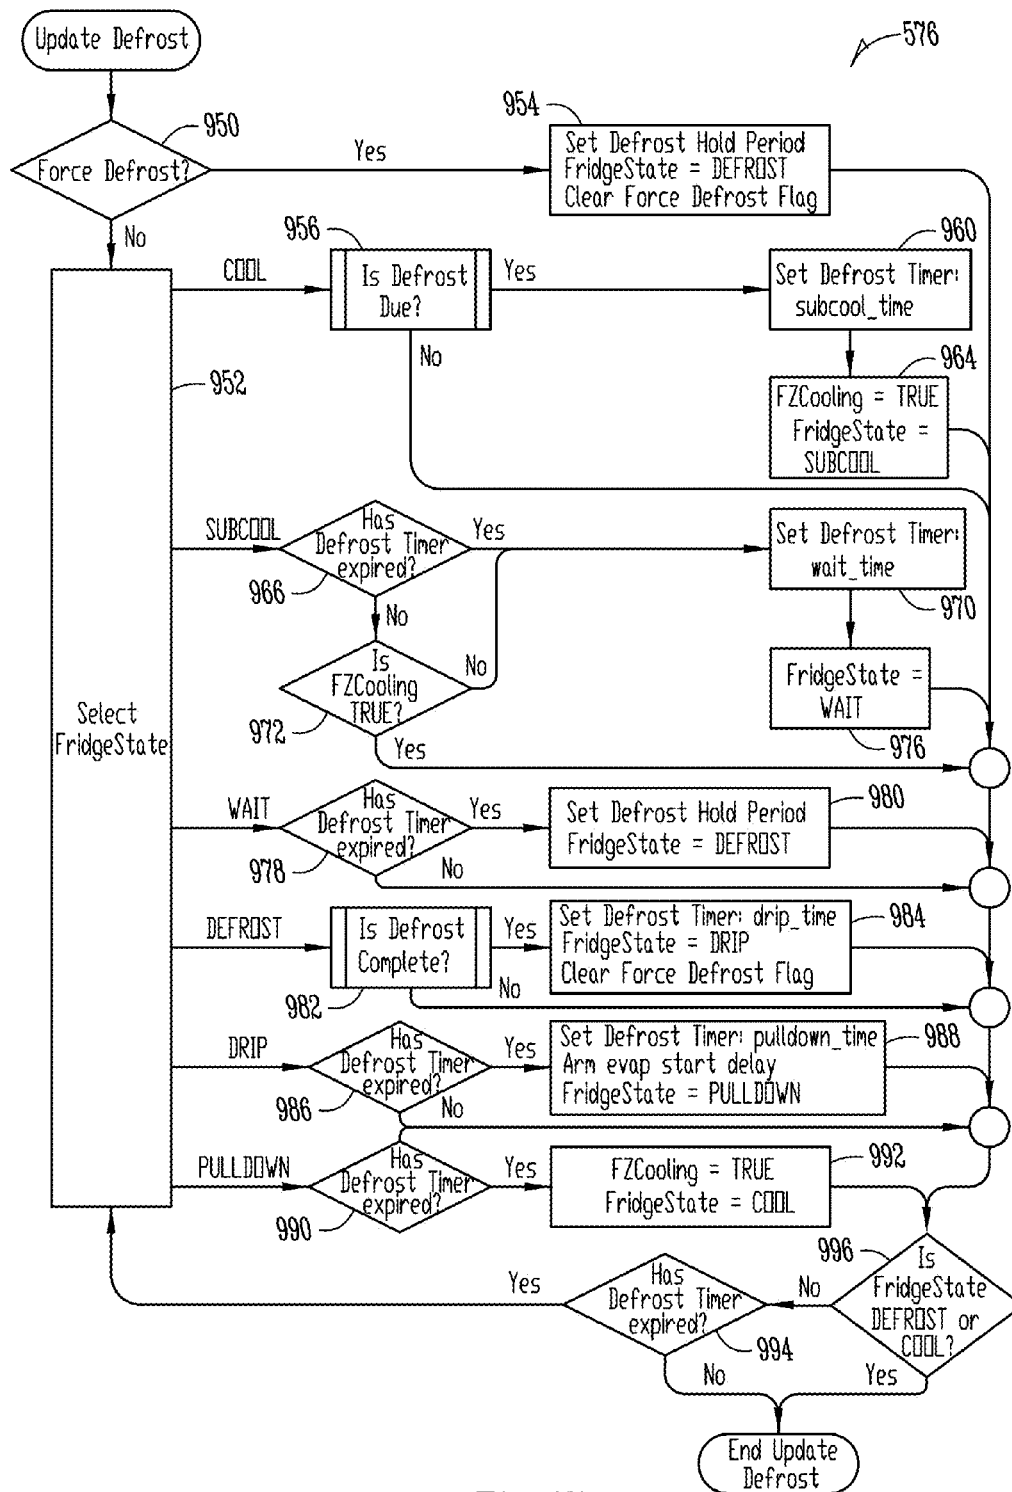 Update Defrost
576
950
Force Defrost?
Yes
No
954
Set Defrost Hold Period
FridgeState = DEFROST
Clear Force Defrost Flag
952
Select
FridgeState
COOL
956
Is Defrost
Due?
Yes
No
960
Set Defrost Timer:
subcool_time
964
FZCooling = TRUE
FridgeState =
SUBCOOL
SUBCOOL
Has
Defrost Timer
expired?
966
Yes
No
Set Defrost Timer:
wait_time
970
Is
FZCooling
TRUE?
972
No
Yes
FridgeState =
WAIT
976
WAIT
Has
Defrost Timer
expired?
978
Yes
No
980
Set Defrost Hold Period
FridgeState = DEFROST
DEFROST
Is Defrost
Complete?
982
Yes
No
984
Set Defrost Timer: drip_time
FridgeState = DRIP
Clear Force Defrost Flag
DRIP
Has
Defrost Timer
expired?
986
Yes
No
988
Set Defrost Timer: pulldown_time
Arm evap start delay
FridgeState = PULLDOWN
PULLDOWN
Has
Defrost Timer
expired?
990
Yes
992
FZCooling = TRUE
FridgeState = COOL
996
Is
FridgeState
DEFROST or
COOL?
No
Yes
Has
Defrost Timer
expired?
994
Yes
No
End Update
Defrost